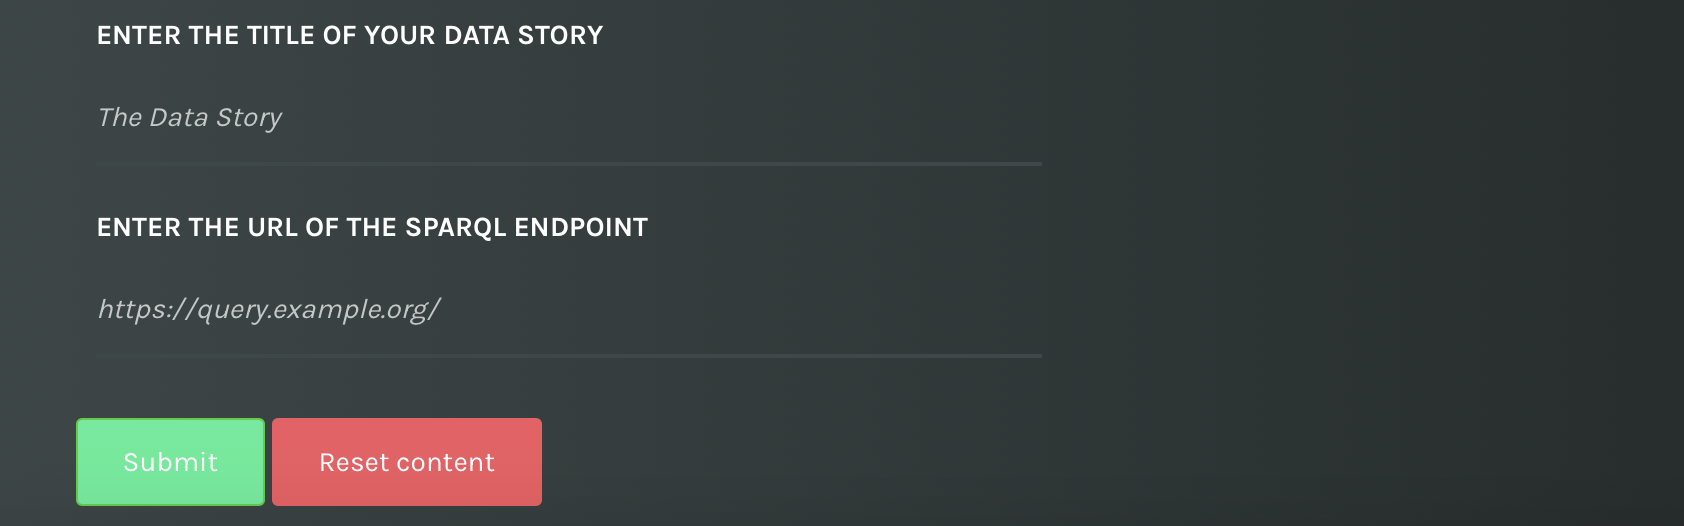 ENTER THE TITLE OF YOUR DATA STORY
The Data Story
ENTER THE URL OF THE SPARQL ENDPOINT
https://query.example.org/
Submit
Reset content